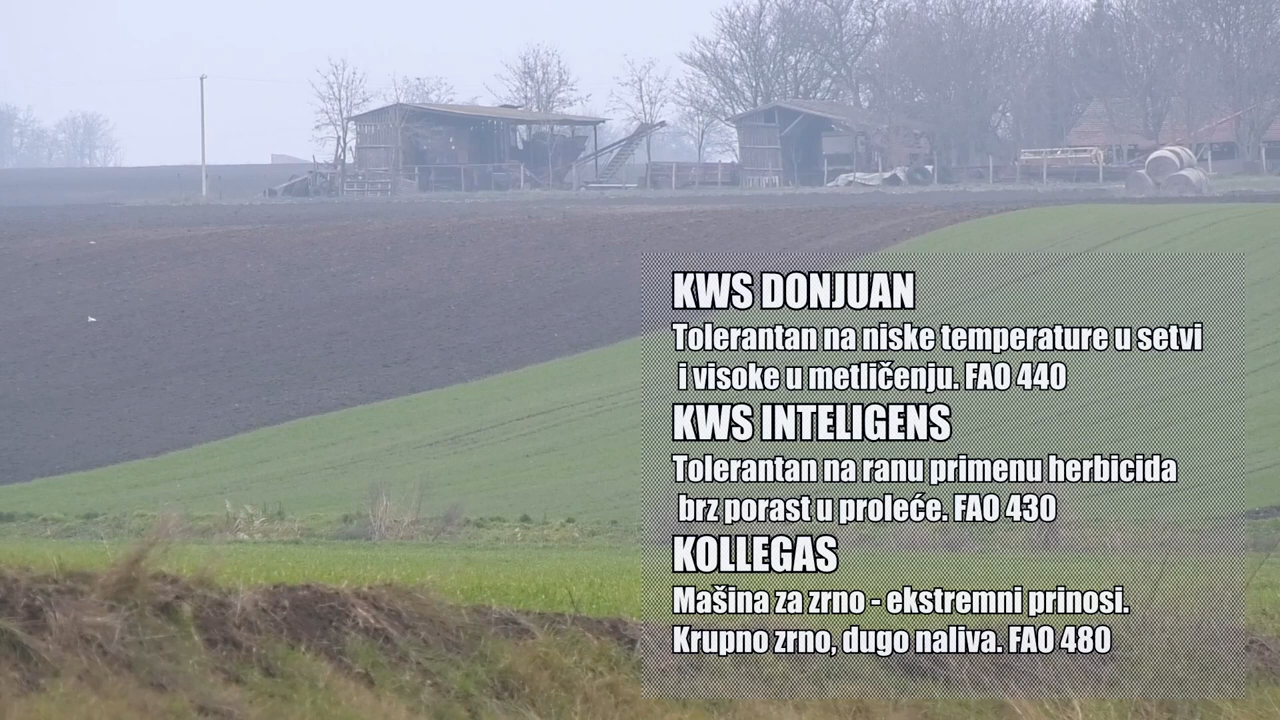 KWS DONJUAN
Tolerantan na niske temperature u setvi
i visoke u metličenju. FAO 440
KWS INTELIGENS
Tolerantan na ranu primenu herbicida
brz porast u proleće. FAO 430
KOLLEGAS
Mašina za zrno - ekstremni prinosi.
Krupno zrno, dugo naliva. FAO 480